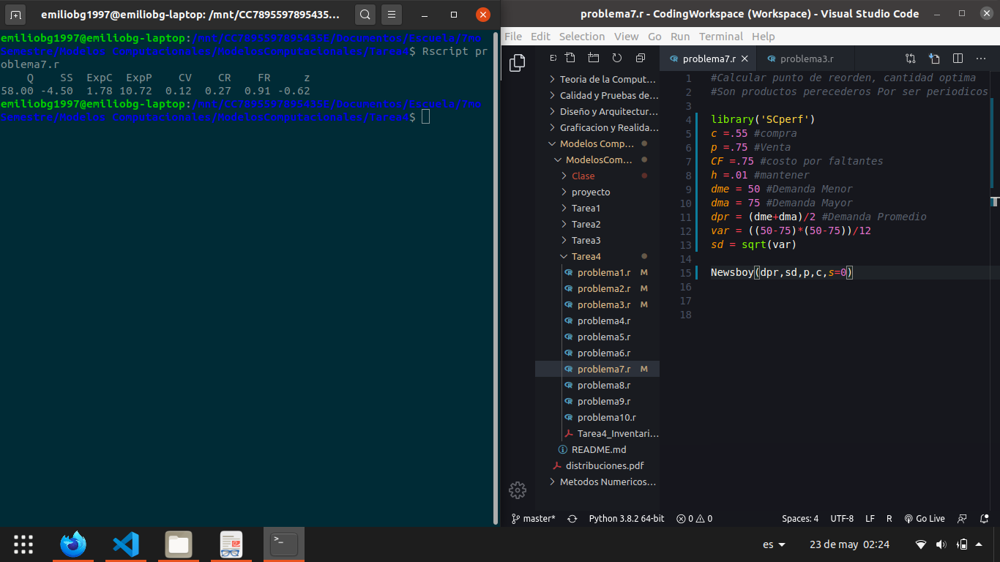 emiliobg1997@emiliobg-laptop: /mnt/CC7895597895435...
emiliobg1997@emiliobg-laptop:/mnt/CC7895597895435E/Documentos/Escuela/7mo
Semestre/Modelos Computacionales/ModelosComputacionales/Tarea4$ Rscript pr
oblema7.r
    Q    SS  ExpC  ExpP    CV    CR    FR     z
58.00 -4.50  1.78 10.72  0.12  0.27  0.91 -0.62
emiliobg1997@emiliobg-laptop:/mnt/CC7895597895435E/Documentos/Escuela/7mo
Semestre/Modelos Computacionales/ModelosComputacionales/Tarea4$
problema7.r - CodingWorkspace (Workspace) - Visual Studio Code
File Edit Selection View Go Run Terminal Help
E
Teoria de la Comput...
Calidad y Pruebas de...
Diseño y Arquitectur...
Graficacion y Realida...
Modelos Comp...
ModelosCom...
Clase
proyecto
Tarea1
Tarea2
Tarea3
Tarea4
problema1.r M
problema2.r M
problema3.r M
problema4.r
problema5.r
problema6.r
problema7.r M
problema8.r
problema9.r
problema10.r
Tarea4_Inventari...
README.md
distribuciones.pdf
Metodos Numericos...
problema7.r problema3.r
1 #Calcular punto de reorden, cantidad optima
2 #Son productos perecederos Por ser periodicos
3
4 library('SCperf')
5 c =.55 #compra
6 p =.75 #Venta
7 CF =.75 #costo por faltantes
8 h =.01 #mantener
9 dme = 50 #Demanda Menor
10 dma = 75 #Demanda Mayor
11 dpr = (dme+dma)/2 #Demanda Promedio
12 var = ((50-75)*(50-75))/12
13 sd = sqrt(var)
14
15 Newsboy(dpr,sd,p,c,s=0)
16
17
18
master* Python 3.8.2 64-bit 0 0 Spaces: 4 UTF-8 LF R Go Live
es 23 de may 02:24